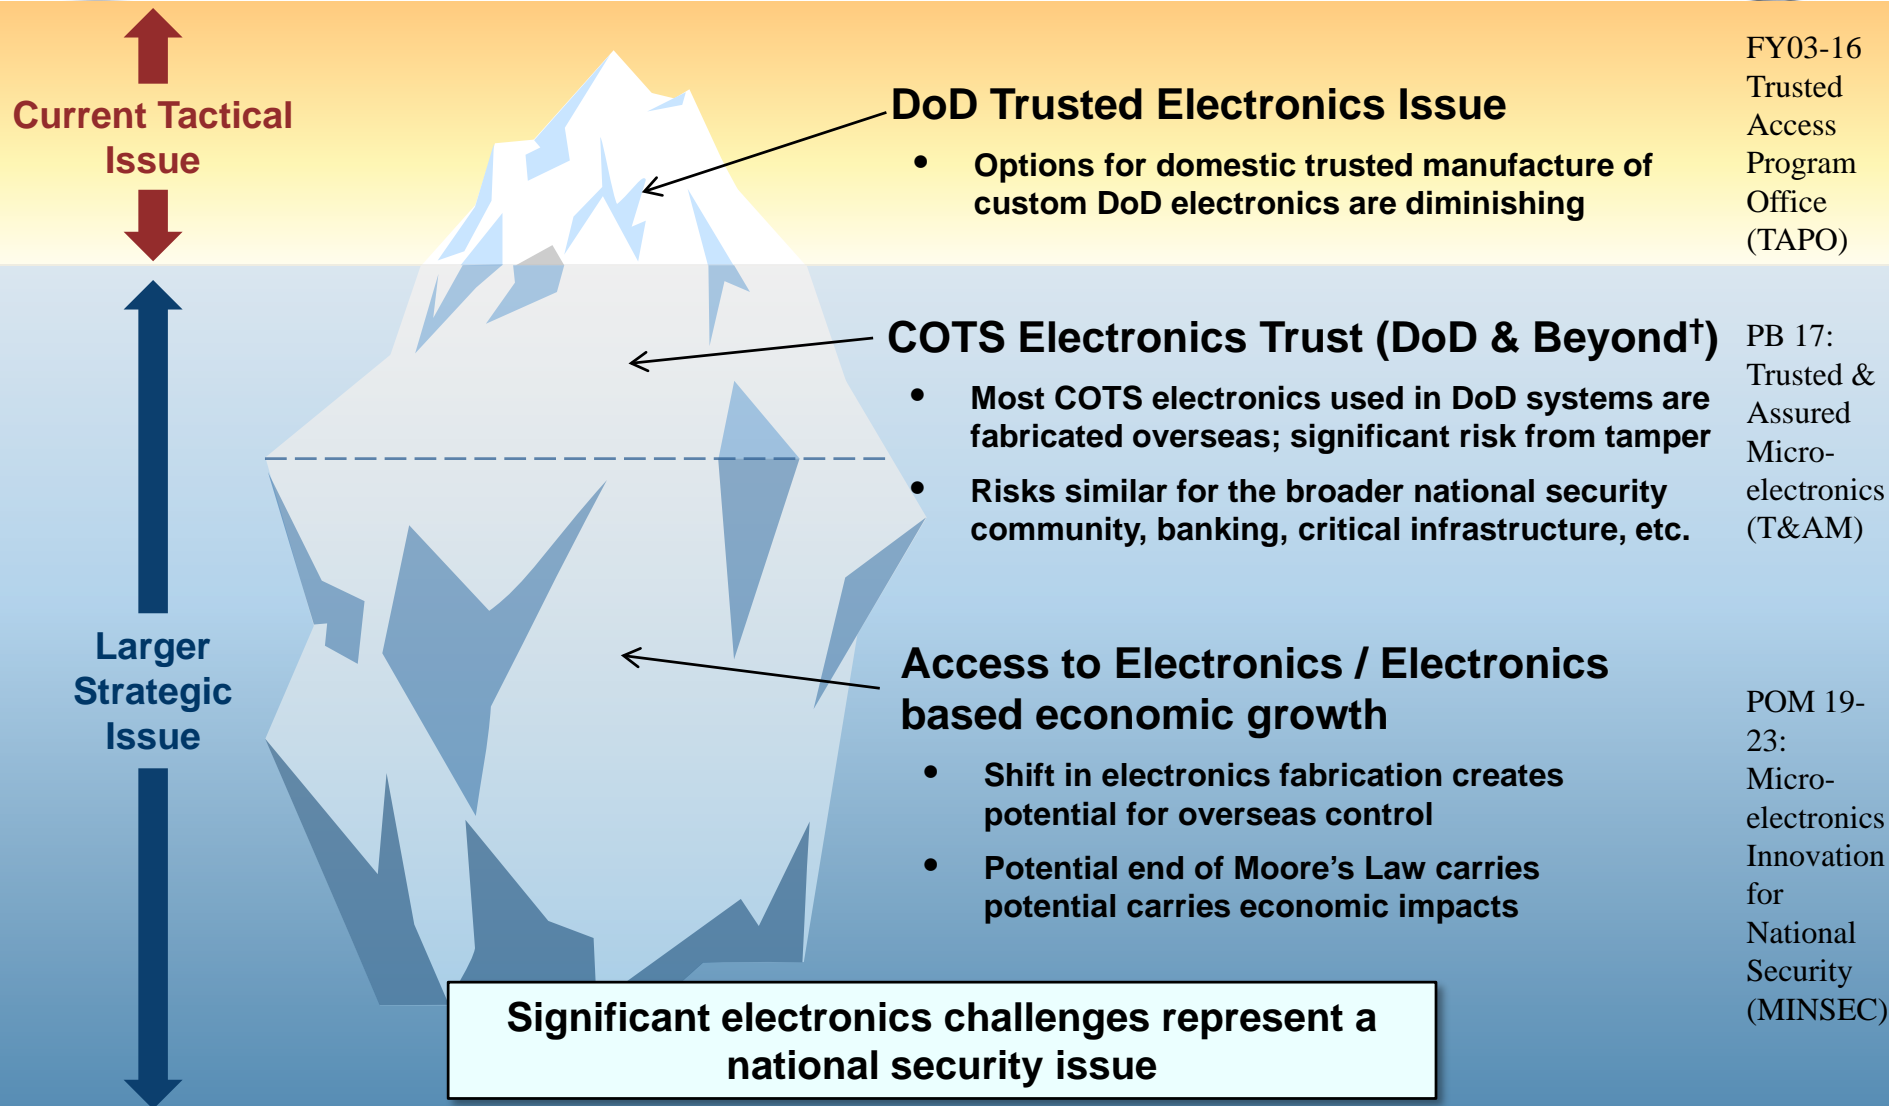 Current Tactical
Issue
DoD Trusted Electronics Issue
• Options for domestic trusted manufacture of
custom DoD electronics are diminishing
FY03-16
Trusted
Access
Program
Office
(TAPO)
Larger
Strategic
Issue
COTS Electronics Trust (DoD & Beyond†)
• Most COTS electronics used in DoD systems are
fabricated overseas; significant risk from tamper
• Risks similar for the broader national security
community, banking, critical infrastructure, etc.
PB 17:
Trusted &
Assured
Micro-
electronics
(T&AM)
Access to Electronics / Electronics
based economic growth
• Shift in electronics fabrication creates
potential for overseas control
• Potential end of Moore’s Law carries
potential carries economic impacts
POM 19-
23:
Micro-
electronics
Innovation
for
National
Security
(MINSEC)
Significant electronics challenges represent a
national security issue